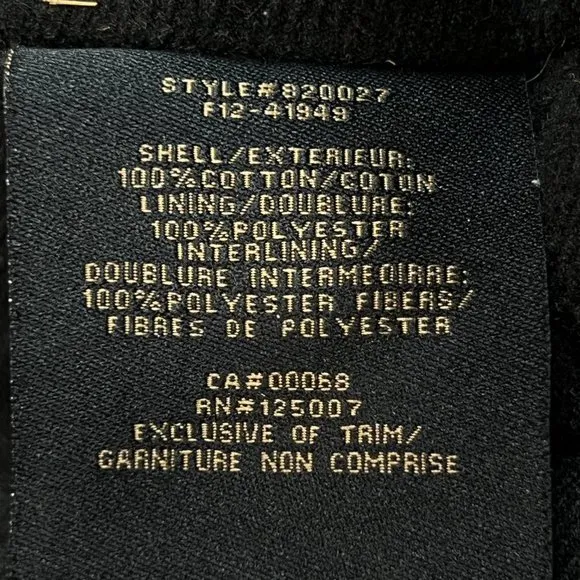 STYLE#820027
F12-41949
SHELL/EXTERIEUR:
100%COTTON/COTON
LINING/DOUBLURE:
100%POLYESTER
INTERLINING/
DOUBLURE INTERMEDIRRE:
100%POLYESTER FIBERS/
FIBRES DE POLYESTER
CA#00068
RN#125007
EXCLUSIVE OF TRIM/
GARNITURE NON COMPRISE